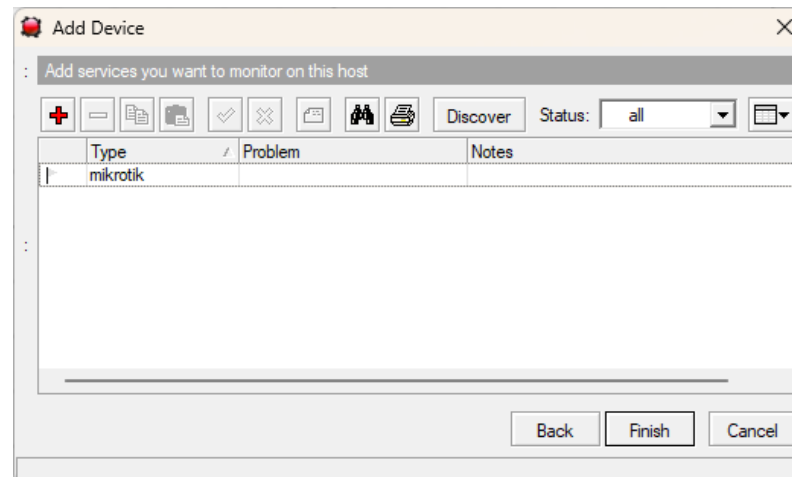 Add Device
: Add services you want to monitor on this host
Discover Status: all
Type Problem Notes
mikrotik
:
Back Finish Cancel